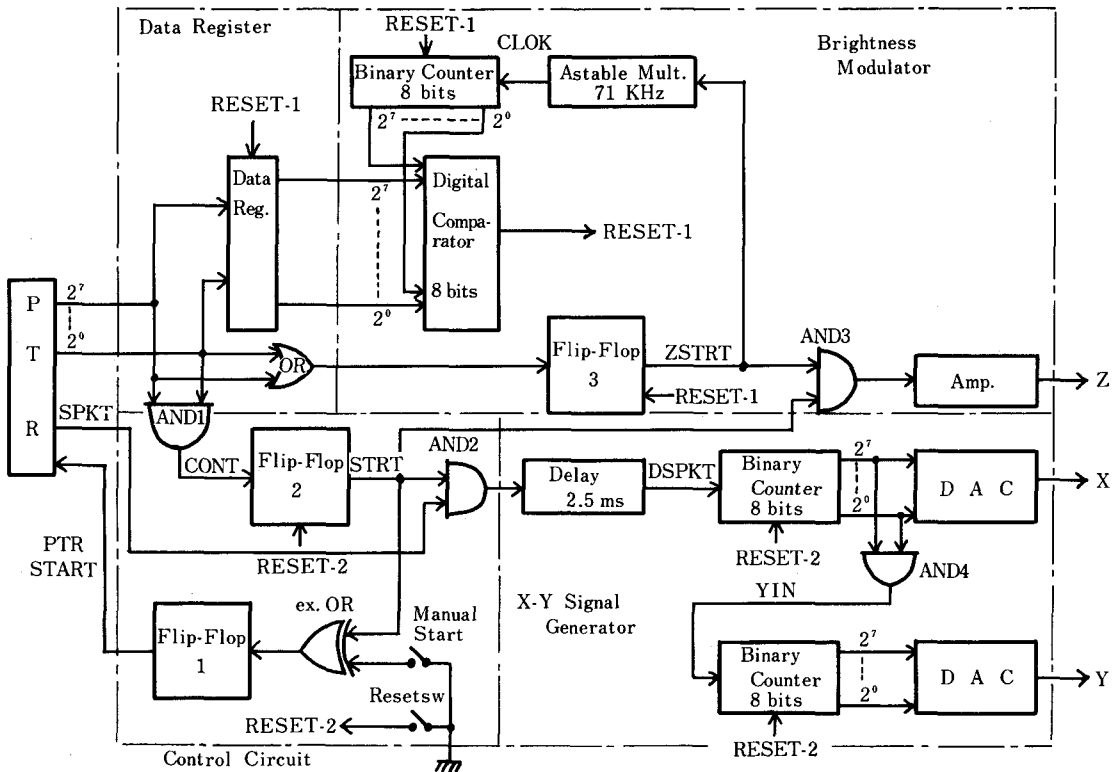 Data Register
RESET-1
CLOK
Brightness
Modulator
Binary Counter
8 bits
Astable Mult.
71 KHz
2⁷ 2⁰
RESET-1
Data
Reg.
2⁷
2⁰
Digital
Compa-
rator
8 bits
RESET-1
P
T
R
2⁷
2⁰
SPKT
OR
Flip-Flop
3
ZSTRT
RESET-1
AND3
Amp.
Z
AND1
CONT
Flip-Flop
2
STRT
RESET-2
AND2
Delay
2.5 ms
DSPKT
Binary
Counter
8 bits
RESET-2
2⁷
2⁰
D A C
X
AND4
YIN
PTR
START
Flip-Flop
1
ex. OR
Manual
Start
Resetsw
RESET-2
X-Y Signal
Generator
Binary
Counter
8 bits
RESET-2
2⁷
2⁰
D A C
Y
Control Circuit